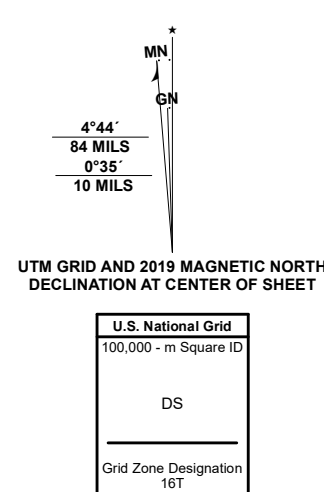 ★
MN
GN
4°44´
84 MILS
0°35´
10 MILS
UTM GRID AND 2019 MAGNETIC NORTH
DECLINATION AT CENTER OF SHEET
U.S. National Grid
100,000 - m Square ID
DS
Grid Zone Designation
16T